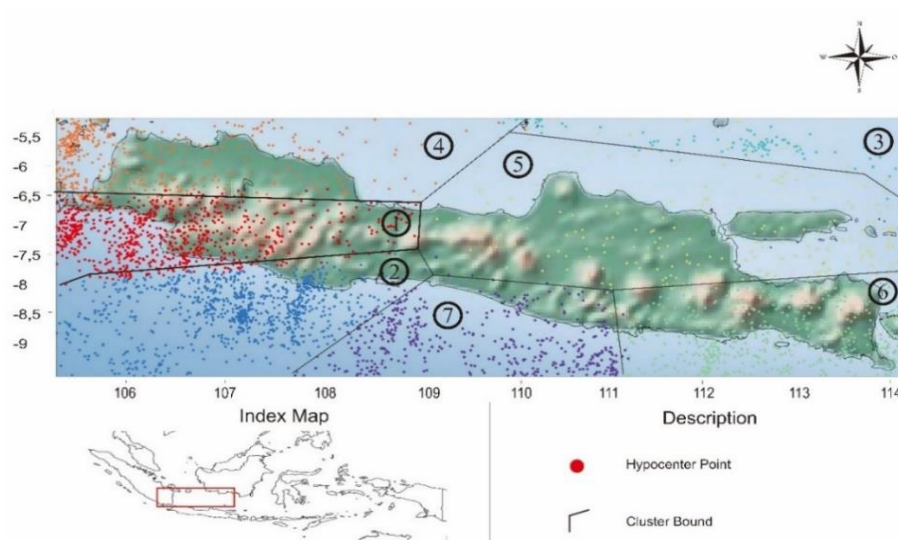 N
W O
S
-5,5
-6
-6.5
-7
-7.5
-8
-8,5
-9
4
5
3
1
2
7
6
106 107 108 109 110 111 112 113 114
Index Map
Description
Hypocenter Point
Cluster Bound